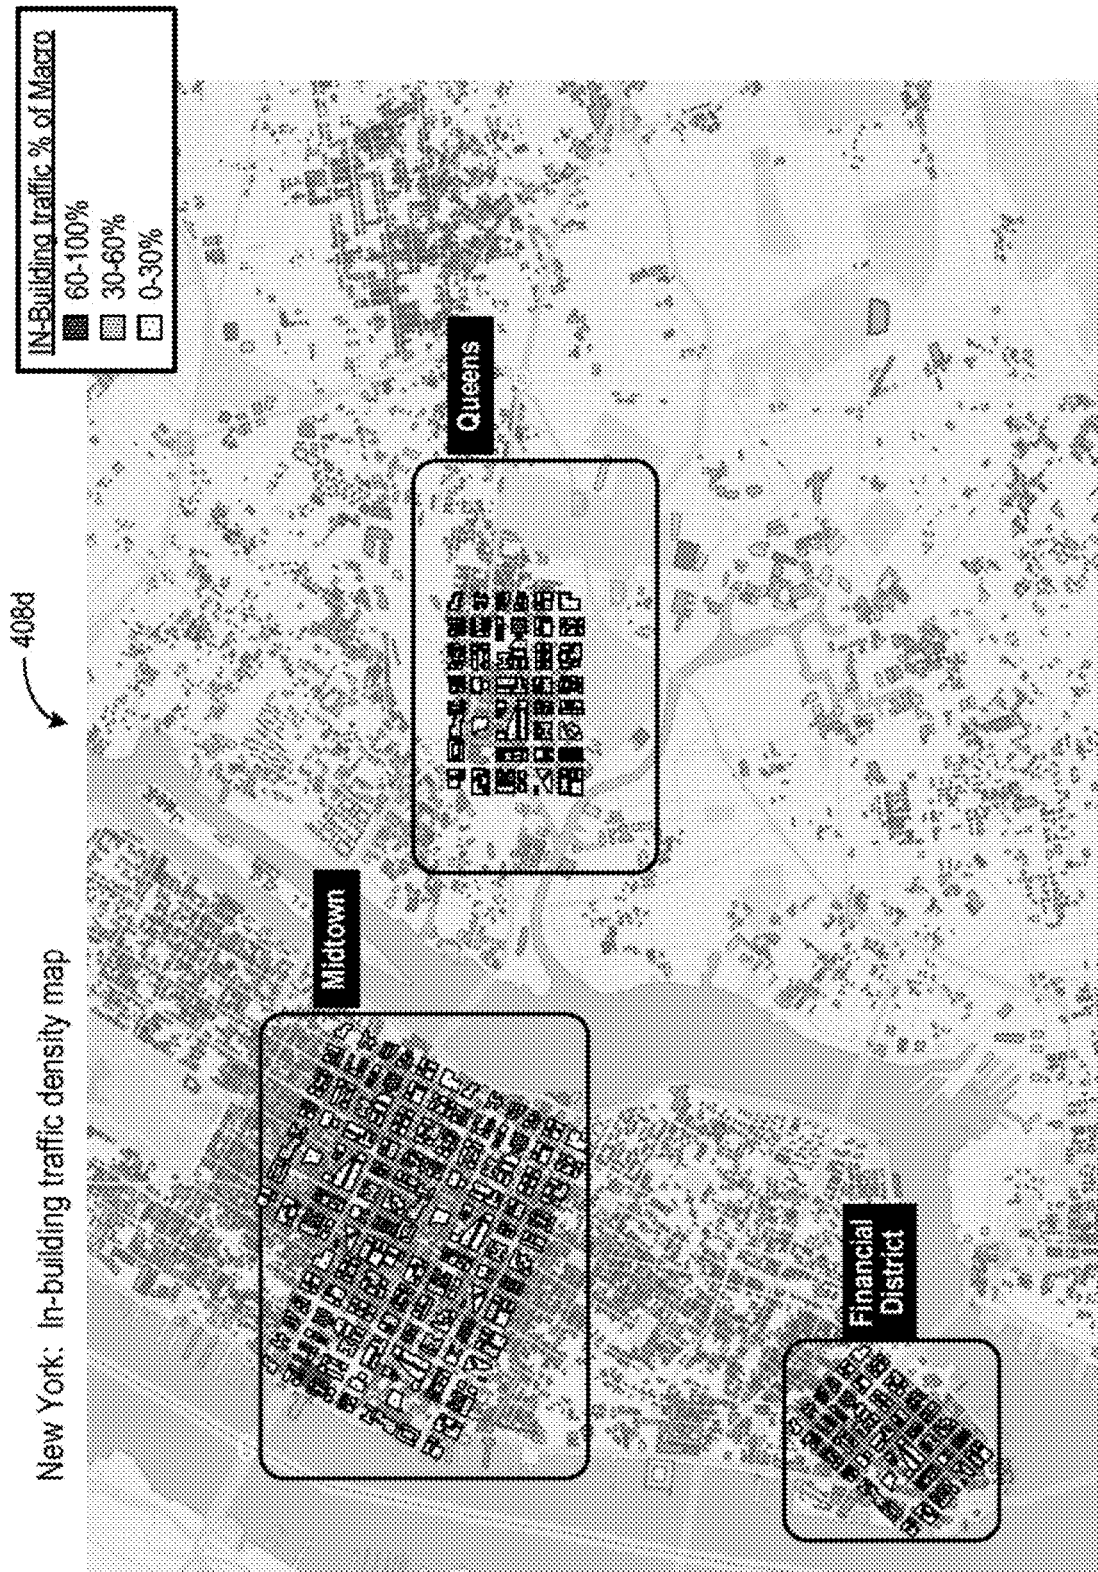 New York: In-building traffic density map
408d
IN-Building traffic % of Macro
60-100%
30-60%
0-30%
Midtown
Queens
Financial
District